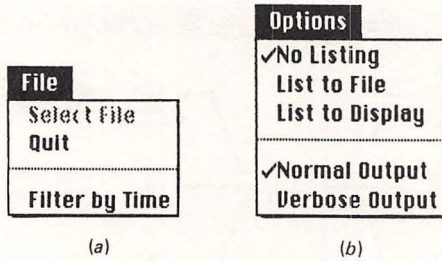 File
Select File
Quit
Filter by Time
(a)
Options
✓No Listing
List to File
List to Display
✓Normal Output
Verbose Output
(b)